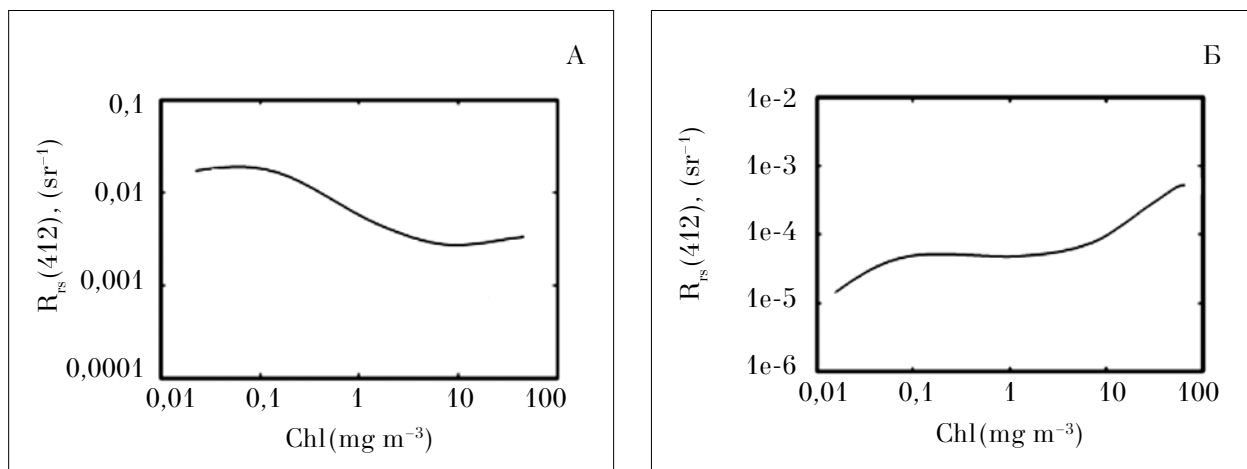 А
0,1
0,01
0,001
0,0001
R_rs(412), (sr⁻¹)
0,01 0,1 1 10 100
Chl(mg m⁻³)
Б
1e-2
1e-3
1e-4
1e-5
1e-6
R_rs(412), (sr⁻¹)
0,01 0,1 1 10 100
Chl(mg m⁻³)